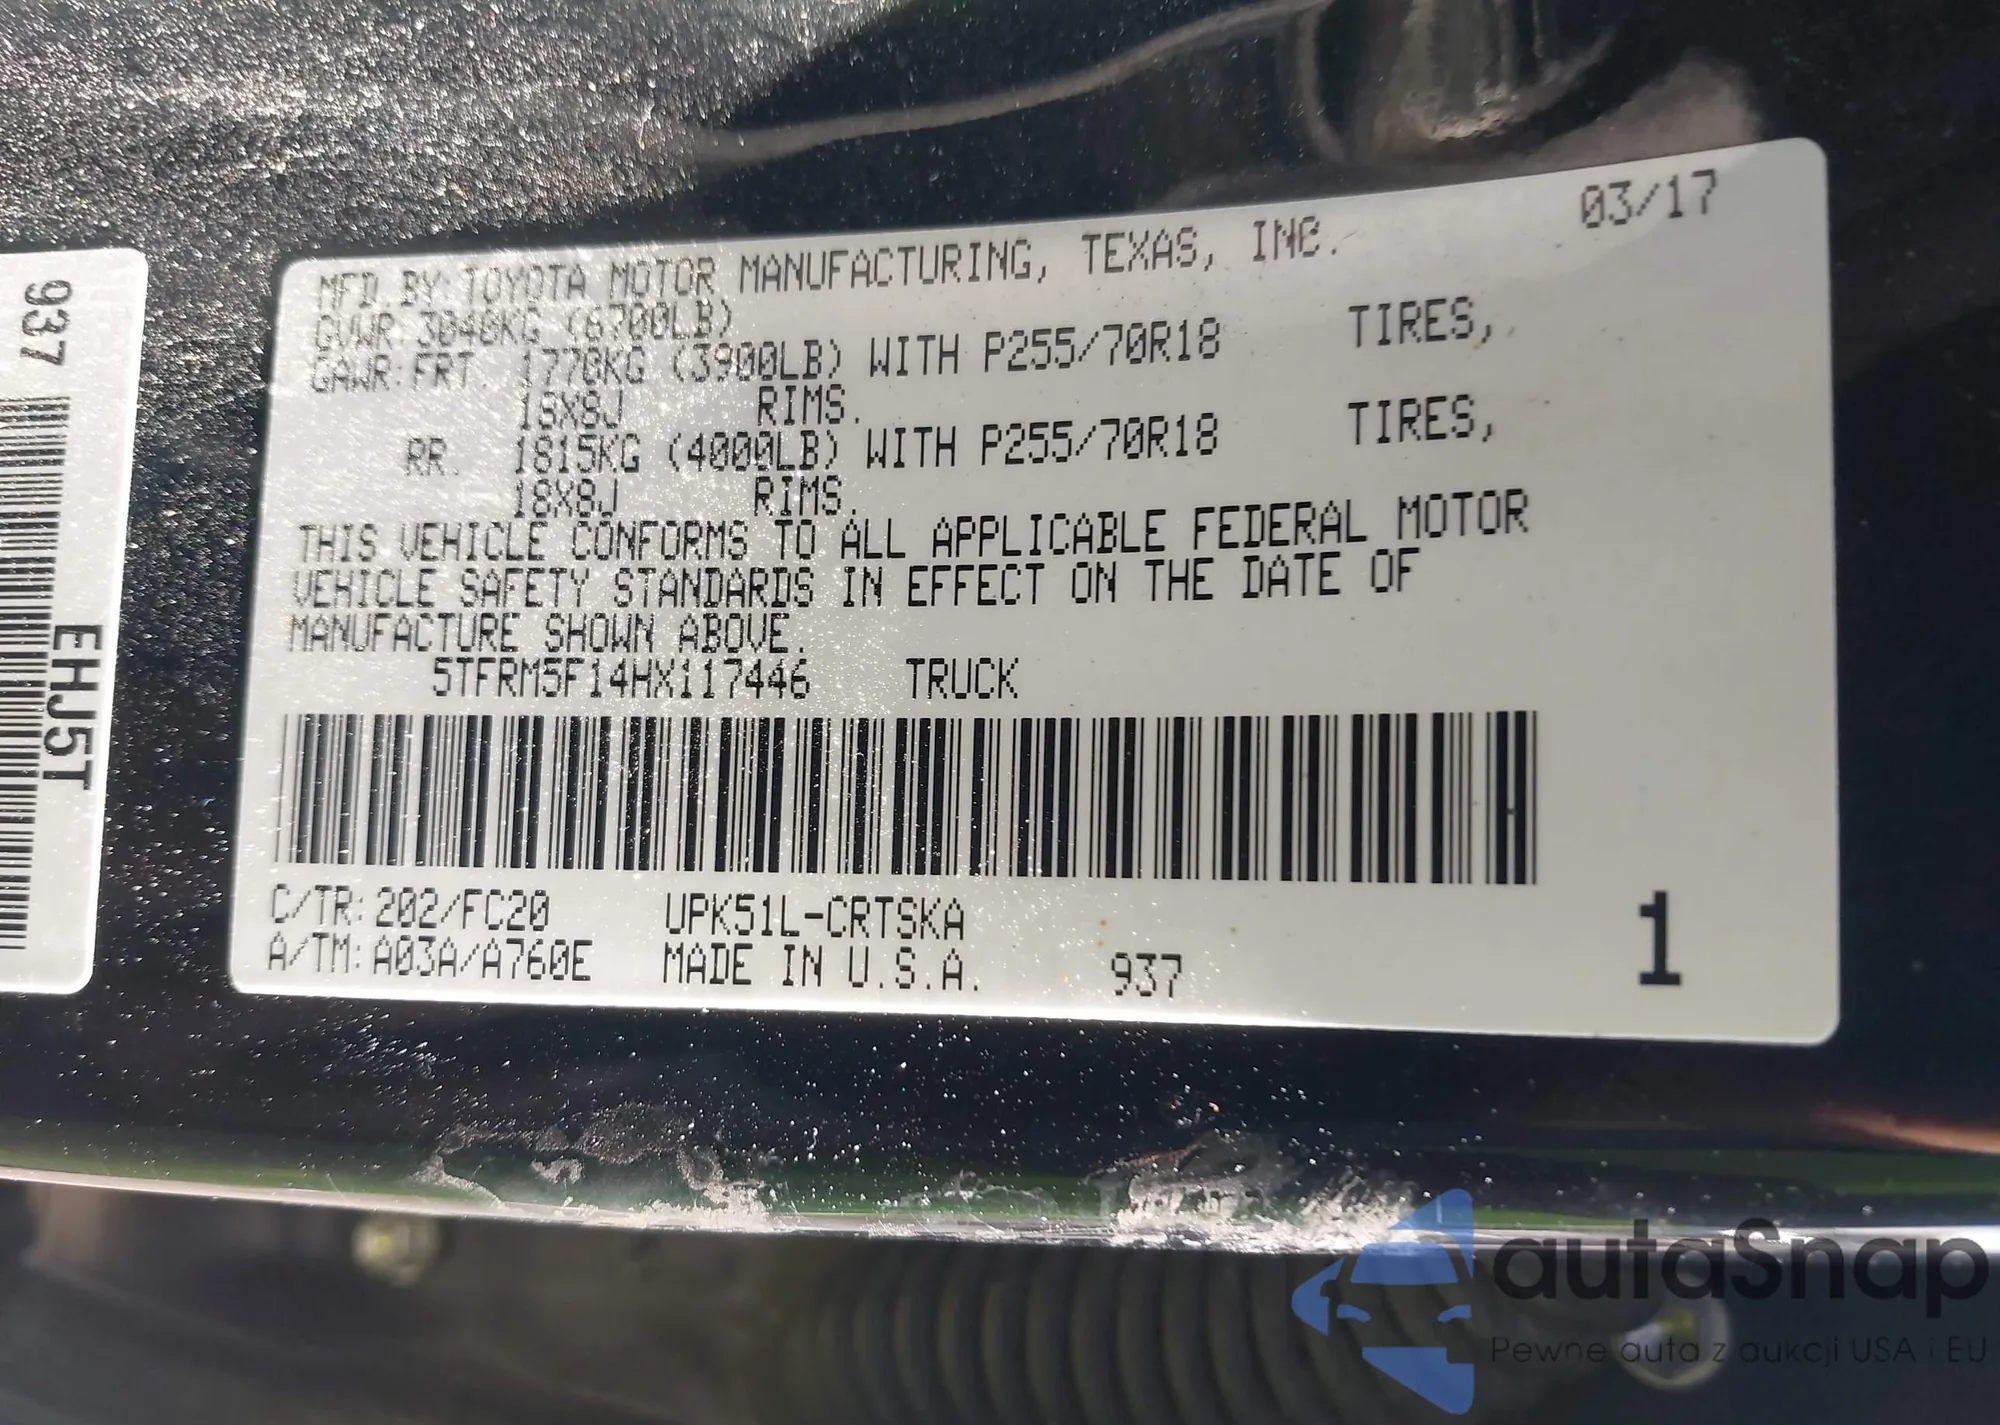 937
EHJ5T
03/17
MFD.BY:TOYOTA MOTOR MANUFACTURING, TEXAS, INC.
GVWR:3040KG (6700LB)
GAWR:FRT. 1770KG (3900LB) WITH P255/70R18 TIRES,
18X8J RIMS.
RR. 1815KG (4000LB) WITH P255/70R18 TIRES,
18X8J RIMS.
THIS VEHICLE CONFORMS TO ALL APPLICABLE FEDERAL MOTOR
VEHICLE SAFETY STANDARDS IN EFFECT ON THE DATE OF
MANUFACTURE SHOWN ABOVE.
5TFRM5F14HX117446 TRUCK
C/TR:202/FC20 UPK51L-CRTSKA
A/TM:A03A/A760E MADE IN U.S.A. 937
1
autaSnap
Pewne auta z aukcji USA i EU